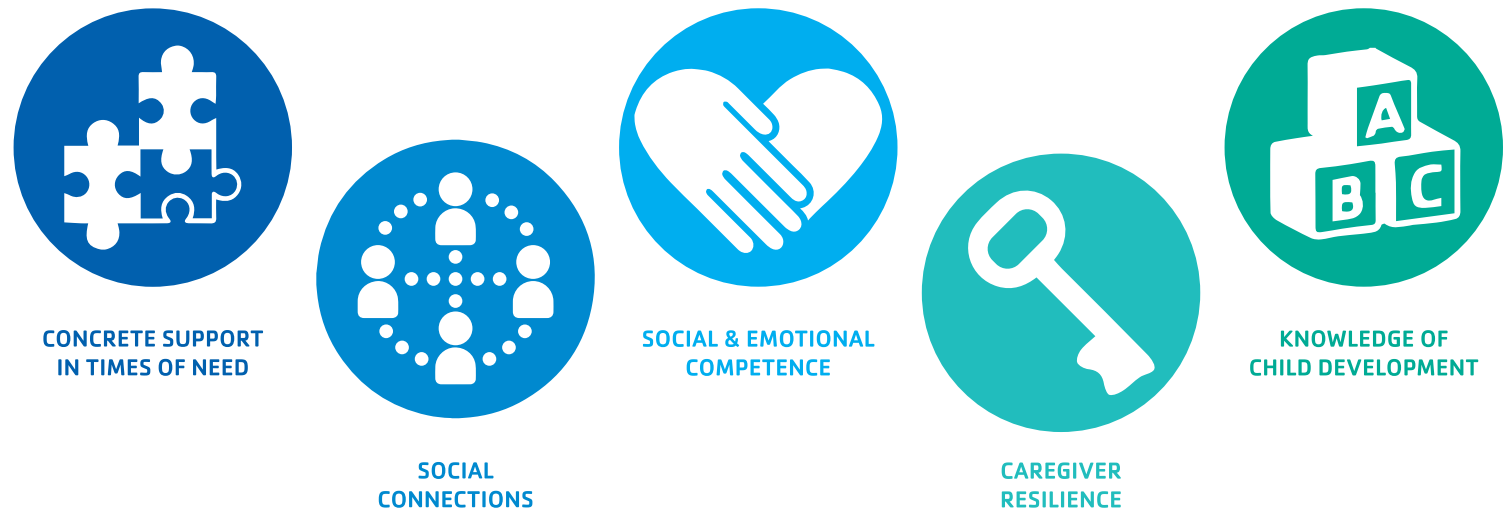 CONCRETE SUPPORT
IN TIMES OF NEED
SOCIAL
CONNECTIONS
SOCIAL & EMOTIONAL
COMPETENCE
CAREGIVER
RESILIENCE
A
B C
KNOWLEDGE OF
CHILD DEVELOPMENT